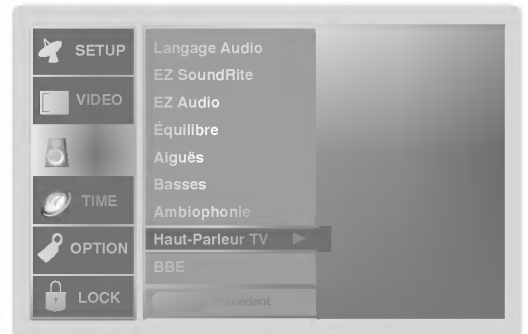 SETUP
VIDEO
TIME
OPTION
LOCK
Langage Audio
EZ SoundRite
EZ Audio
Équilibre
Aiguës
Basses
Ambiophonie
Haut-Parleur TV
BBE
Précédent